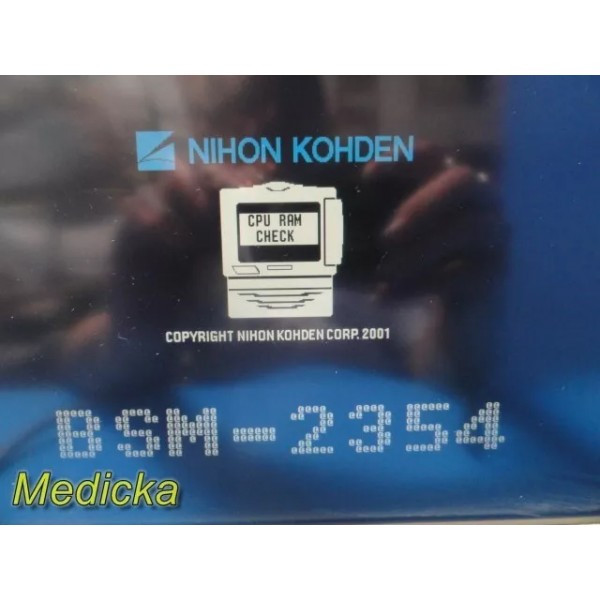 NIHON KOHDEN
CPU RAM
CHECK
COPYRIGHT NIHON KOHDEN CORP. 2001
BSM-2354
Medicka